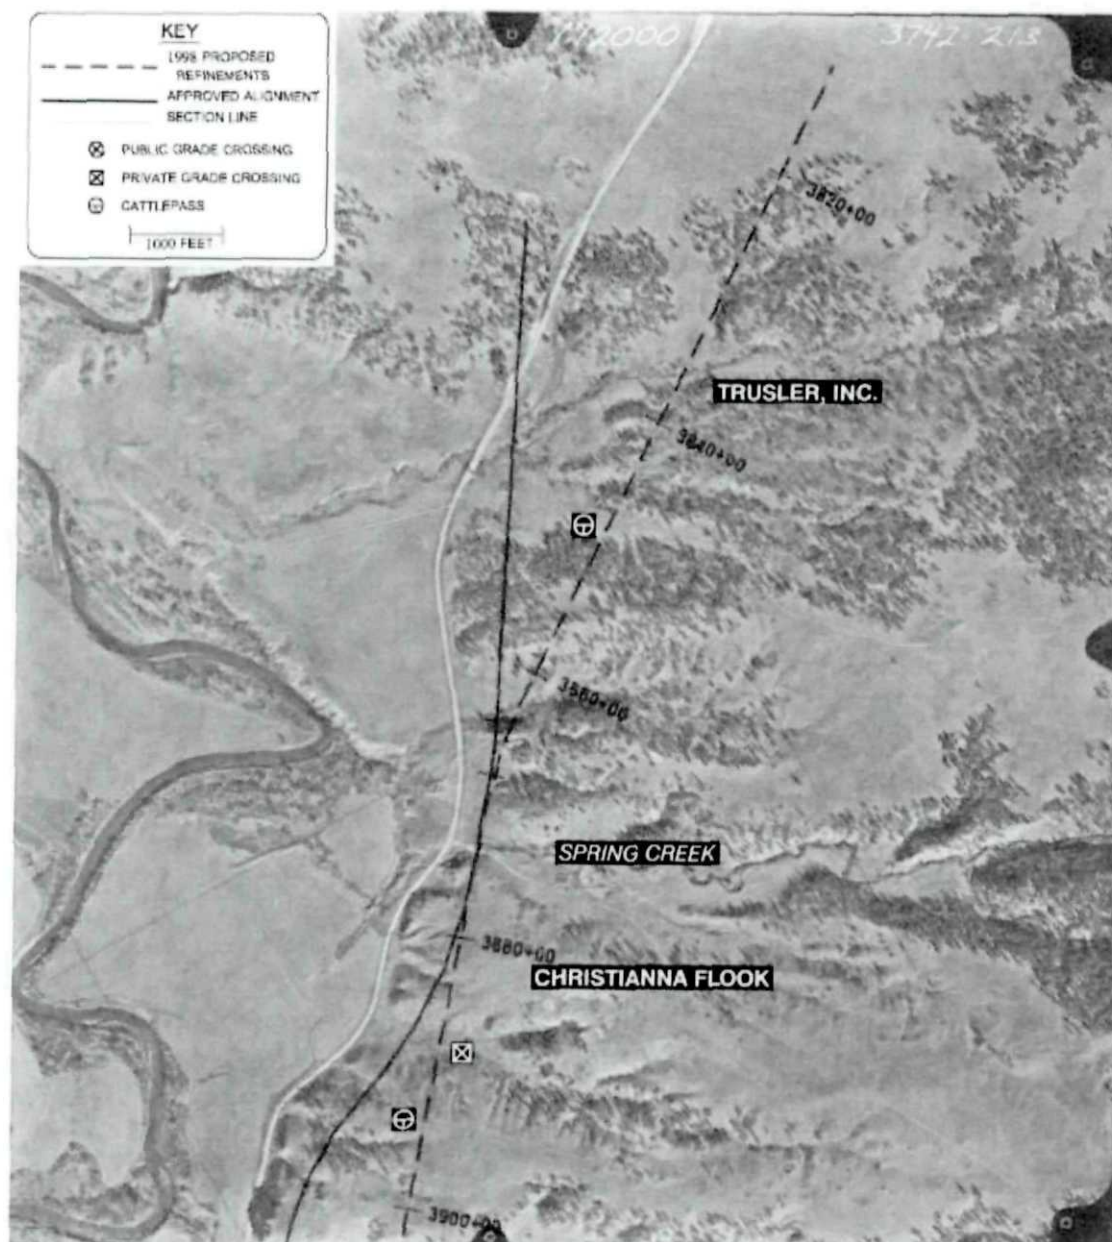 KEY
1998 PROPOSED
REFINEMENTS
APPROVED ALIGNMENT
SECTION LINE
PUBLIC GRADE CROSSING
PRIVATE GRADE CROSSING
CATTLEPASS
1000 FEET
3742 213
3820+00
TRUSLER, INC.
3840+00
3860+00
SPRING CREEK
3880+00
CHRISTIANNA FLOOK
3900+00